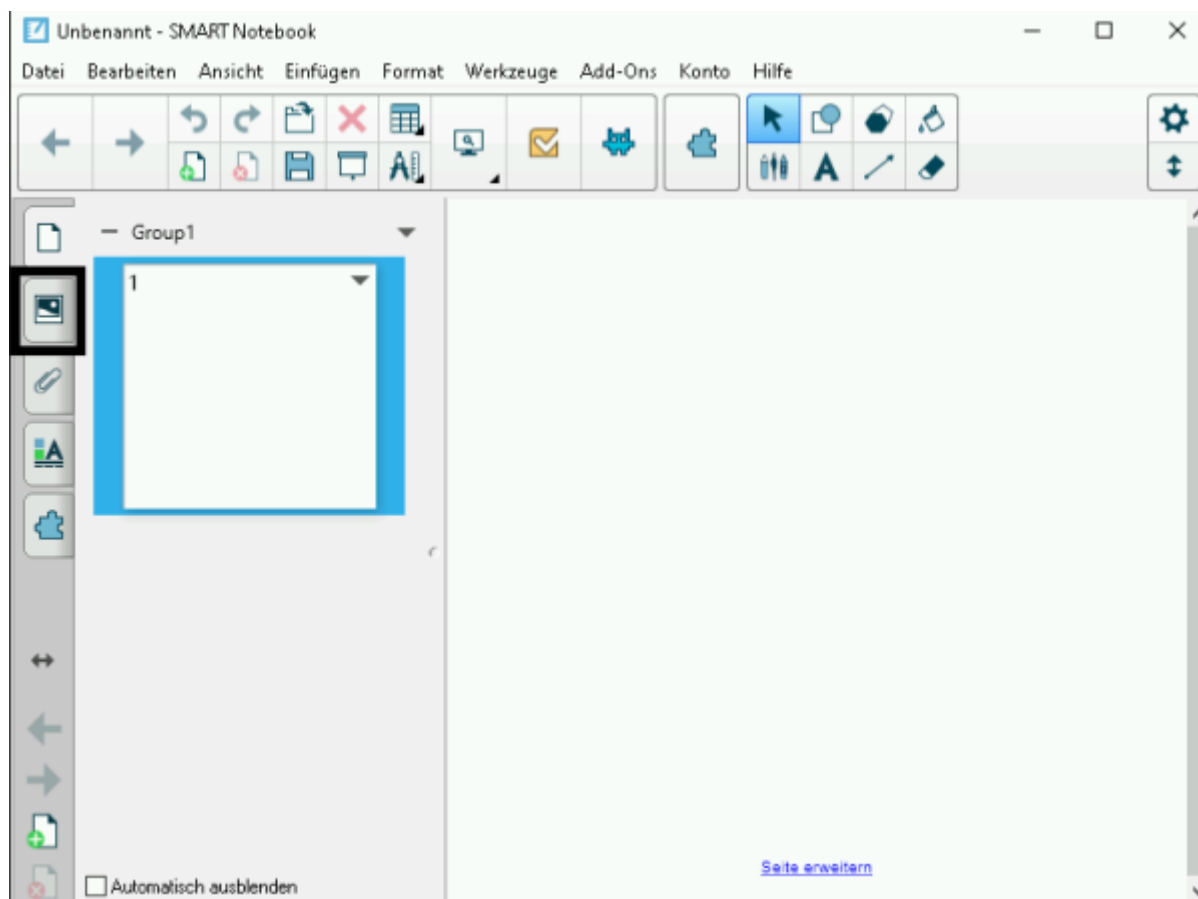 Unbenannt - SMART Notebook
Datei Bearbeiten Ansicht Einfügen Format Werkzeuge Add-Ons Konto Hilfe
Group1
1
Seite erweitern
Automatisch ausblenden